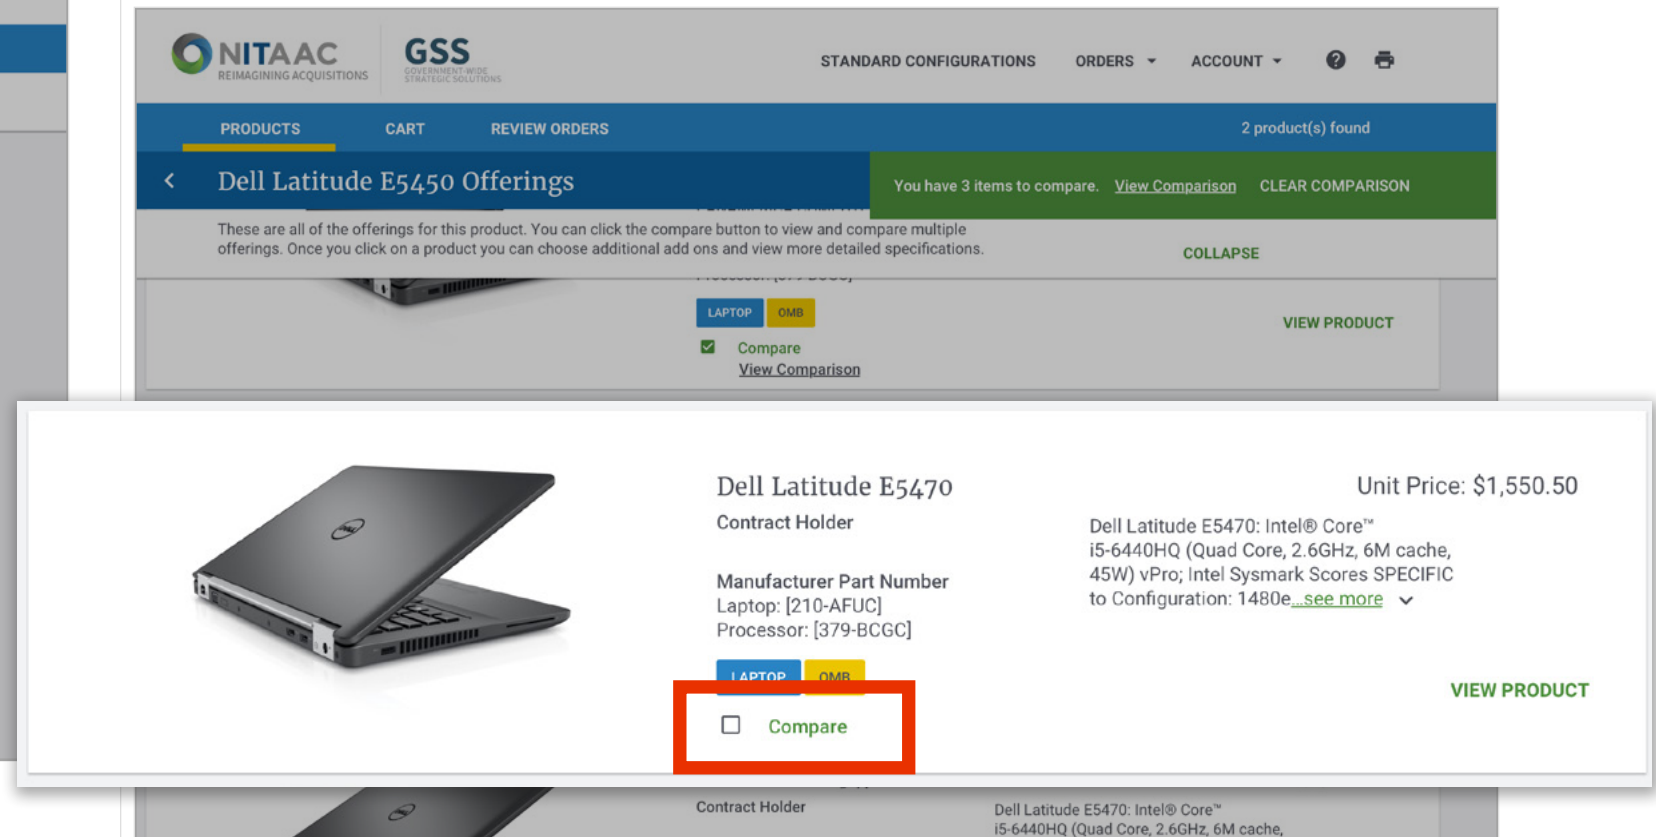 NITAAC
REIMAGINING ACQUISITIONS
GSS
GOVERNMENT-WIDE
STRATEGIC SOLUTIONS
STANDARD CONFIGURATIONS
ORDERS
ACCOUNT
?
PRODUCTS
CART
REVIEW ORDERS
2 product(s) found
Dell Latitude E5450 Offerings
You have 3 items to compare. View Comparison
CLEAR COMPARISON
These are all of the offerings for this product. You can click the compare button to view and compare multiple
offerings. Once you click on a product you can choose additional add ons and view more detailed specifications.
COLLAPSE
LAPTOP
OMB
VIEW PRODUCT
Compare
View Comparison
Dell Latitude E5470
Contract Holder
Manufacturer Part Number
Laptop: [210-AFUC]
Processor: [379-BCGC]
LAPTOP
OMB
Compare
Unit Price: $1,550.50
Dell Latitude E5470: Intel® Core™
i5-6440HQ (Quad Core, 2.6GHz, 6M cache,
45W) vPro; Intel Sysmark Scores SPECIFIC
to Configuration: 1480e...see more
VIEW PRODUCT
DELL
Contract Holder
Dell Latitude E5470: Intel® Core™
i5-6440HQ (Quad Core, 2.6GHz, 6M cache,